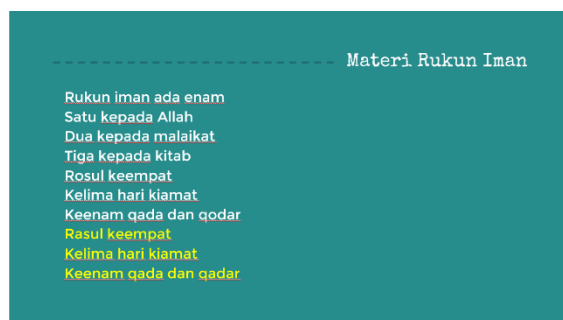 Materi Rukun Iman
Rukun iman ada enam
Satu kepada Allah
Dua kepada malaikat
Tiga kepada kitab
Rosul keempat
Kelima hari kiamat
Keenam qada dan qodar
Rasul keempat
Kelima hari kiamat
Keenam qada dan qadar